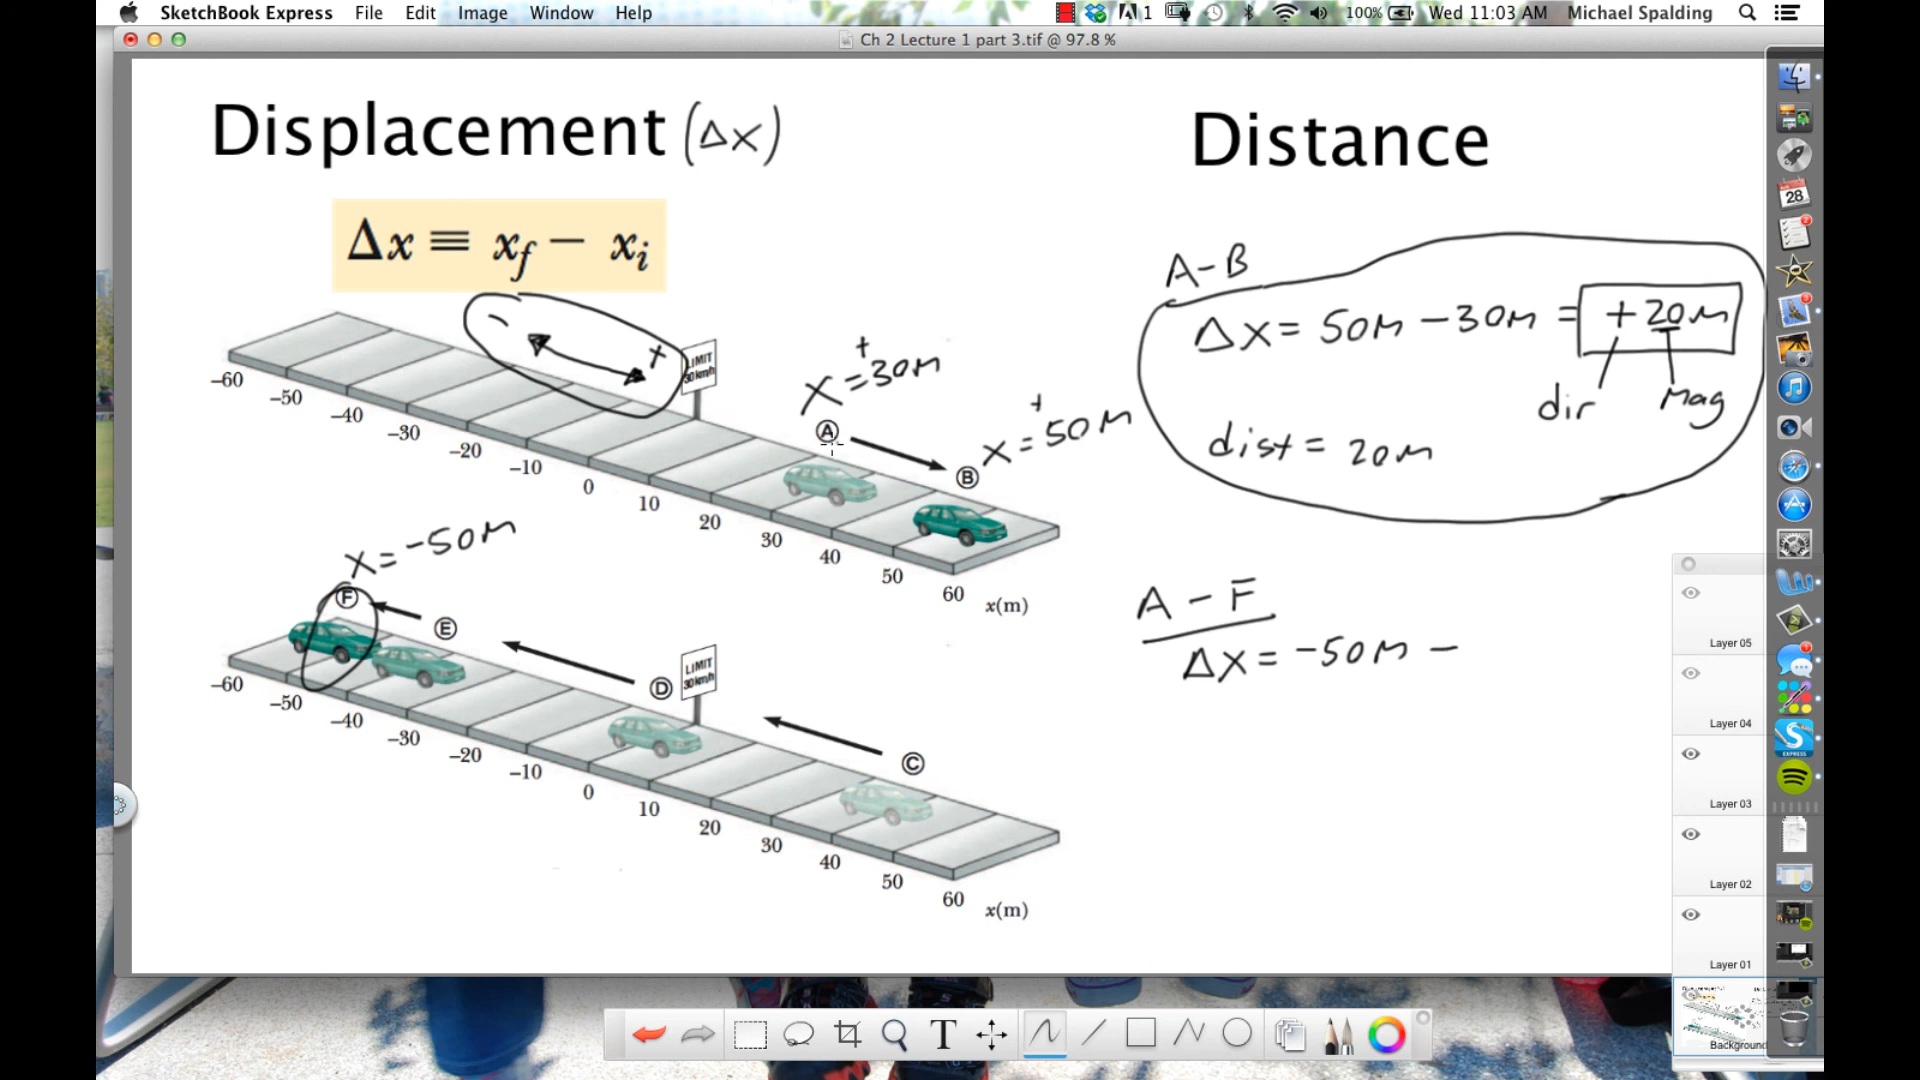 SketchBook Express File Edit Image Window Help 1 100% Wed 11:03 AM Michael Spalding
Ch 2 Lecture 1 part 3.tif @ 97.8 %
Displacement (Δx)
Distance
Δx ≡ xf − xi
A-B
Δx = 50m - 30m = +20m
dir mag
dist = 20m
- +
LIMIT
30 km/h
x = +30m
x = +50m
A
B
-60 -50 -40 -30 -20 -10 0 10 20 30 40 50 60 x(m)
x = -50m
F
E
D
C
LIMIT
30 km/h
-60 -50 -40 -30 -20 -10 0 10 20 30 40 50 60 x(m)
A - F
Δx = -50m -
28
Layer 05
Layer 04
Layer 03
Layer 02
Layer 01
Background
T
EXPRESS